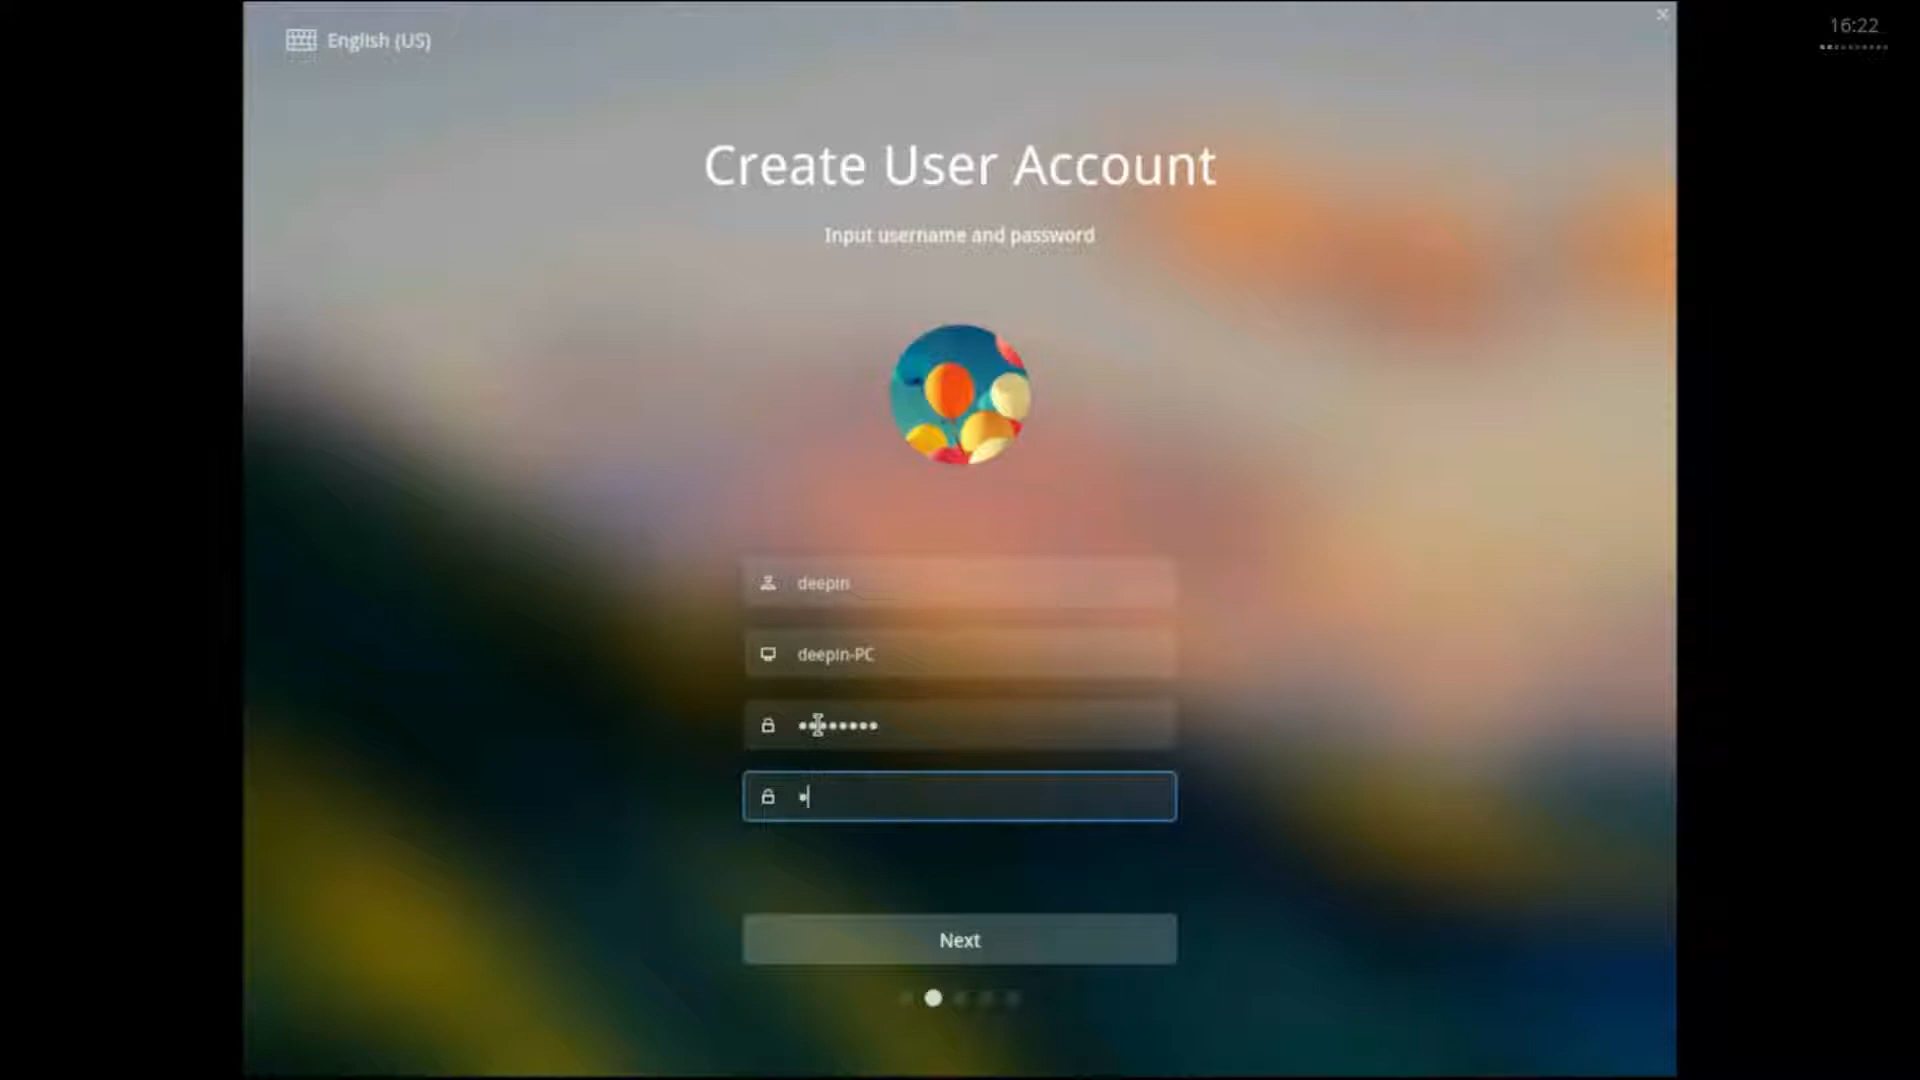 English (US)
16:22
Create User Account
Input username and password
deepin
deepin-PC
Next